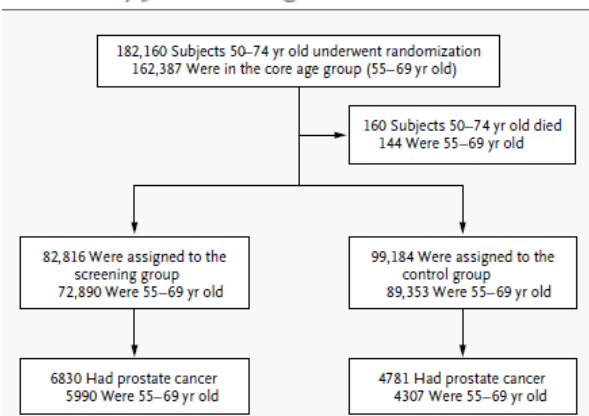 182,160 Subjects 50–74 yr old underwent randomization
162,387 Were in the core age group (55–69 yr old)
160 Subjects 50–74 yr old died
144 Were 55–69 yr old
82,816 Were assigned to the
screening group
72,890 Were 55–69 yr old
99,184 Were assigned to the
control group
89,353 Were 55–69 yr old
6830 Had prostate cancer
5990 Were 55–69 yr old
4781 Had prostate cancer
4307 Were 55–69 yr old